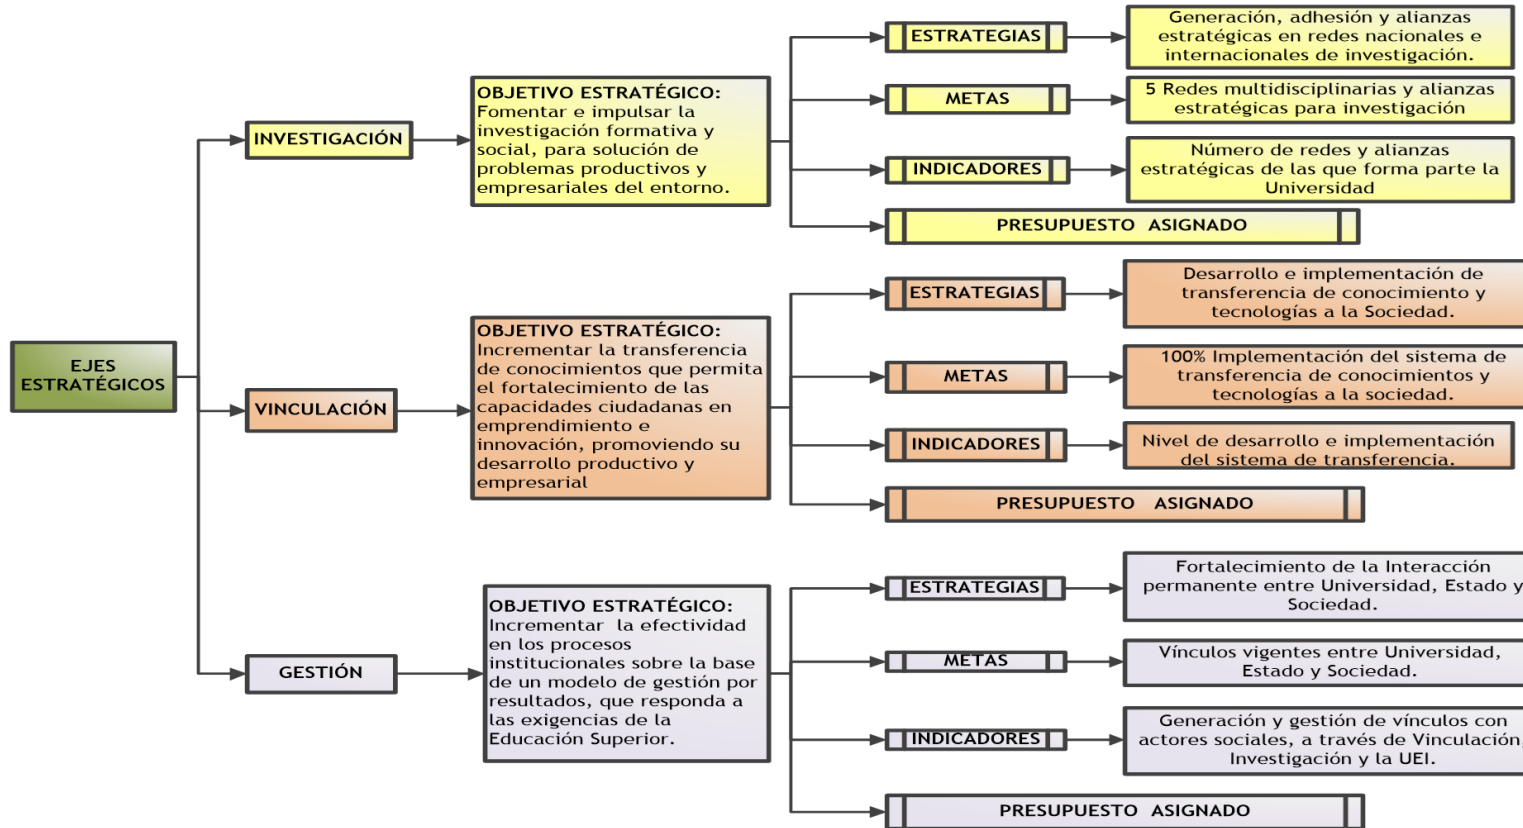 EJES
ESTRATÉGICOS
INVESTIGACIÓN
OBJETIVO ESTRATÉGICO:
Fomentar e impulsar la
investigación formativa y
social, para solución de
problemas productivos y
empresariales del entorno.
ESTRATEGIAS
Generación, adhesión y alianzas
estratégicas en redes nacionales e
internacionales de investigación.
METAS
5 Redes multidisciplinarias y alianzas
estratégicas para investigación
INDICADORES
Número de redes y alianzas
estratégicas de las que forma parte la
Universidad
PRESUPUESTO ASIGNADO
VINCULACIÓN
OBJETIVO ESTRATÉGICO:
Incrementar la transferencia
de conocimientos que permita
el fortalecimiento de las
capacidades ciudadanas en
emprendimiento e
innovación, promoviendo su
desarrollo productivo y
empresarial
ESTRATEGIAS
Desarrollo e implementación de
transferencia de conocimiento y
tecnologías a la Sociedad.
METAS
100% Implementación del sistema de
transferencia de conocimientos y
tecnologías a la sociedad.
INDICADORES
Nivel de desarrollo e implementación
del sistema de transferencia.
PRESUPUESTO ASIGNADO
GESTIÓN
OBJETIVO ESTRATÉGICO:
Incrementar la efectividad
en los procesos
institucionales sobre la base
de un modelo de gestión por
resultados, que responda a
las exigencias de la
Educación Superior.
ESTRATEGIAS
Fortalecimiento de la Interacción
permanente entre Universidad, Estado y
Sociedad.
METAS
Vínculos vigentes entre Universidad,
Estado y Sociedad.
INDICADORES
Generación y gestión de vínculos con
actores sociales, a través de Vinculación,
Investigación y la UEI.
PRESUPUESTO ASIGNADO